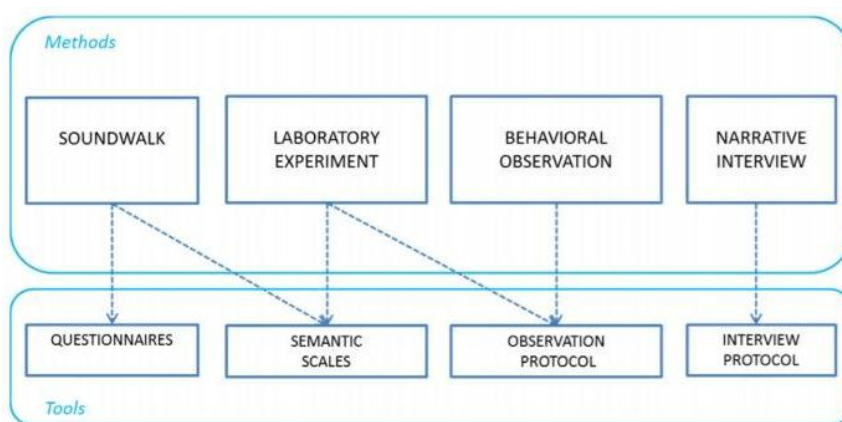 Methods
SOUNDWALK
LABORATORY
EXPERIMENT
BEHAVIORAL
OBSERVATION
NARRATIVE
INTERVIEW
QUESTIONNAIRES
SEMANTIC
SCALES
OBSERVATION
PROTOCOL
INTERVIEW
PROTOCOL
Tools